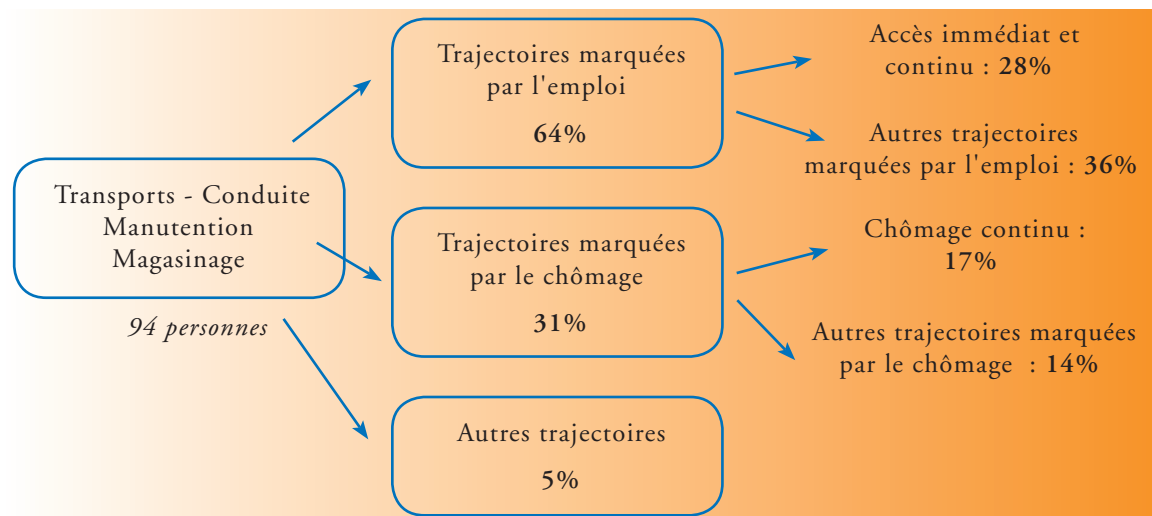 Transports - Conduite
Manutention
Magasinage
94 personnes
Trajectoires marquées
par l'emploi
64%
Accès immédiat et
continu : 28%
Autres trajectoires
marquées par l'emploi : 36%
Trajectoires marquées
par le chômage
31%
Chômage continu :
17%
Autres trajectoires marquées
par le chômage : 14%
Autres trajectoires
5%